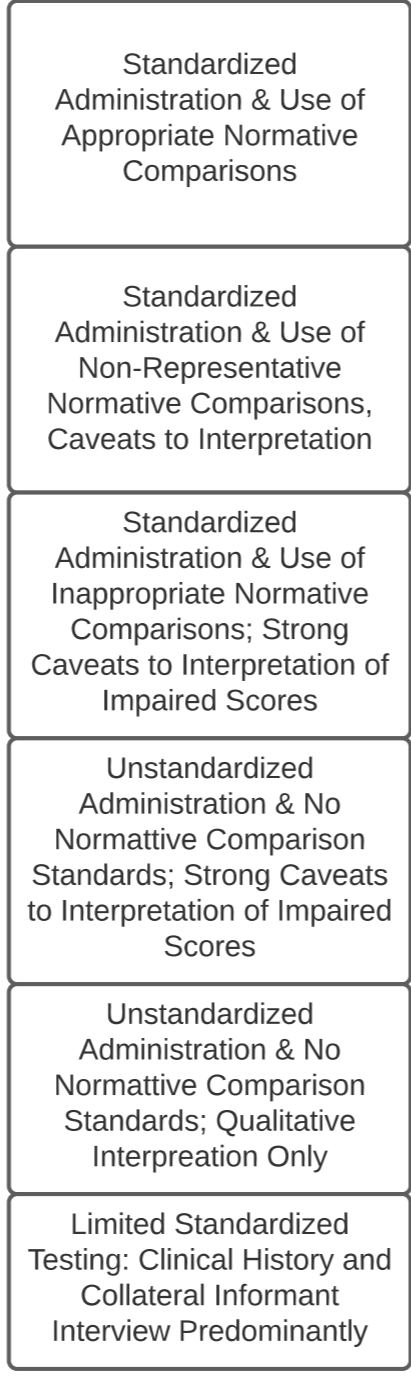 Standardized
Administration & Use of
Appropriate Normative
Comparisons
Standardized
Administration & Use of
Non-Representative
Normative Comparisons,
Caveats to Interpretation
Standardized
Administration & Use of
Inappropriate Normative
Comparisons; Strong
Caveats to Interpretation of
Impaired Scores
Unstandardized
Administration & No
Normattive Comparison
Standards; Strong Caveats
to Interpretation of Impaired
Scores
Unstandardized
Administration & No
Normattive Comparison
Standards; Qualitative
Interpreation Only
Limited Standardized
Testing: Clinical History and
Collateral Informant
Interview Predominantly